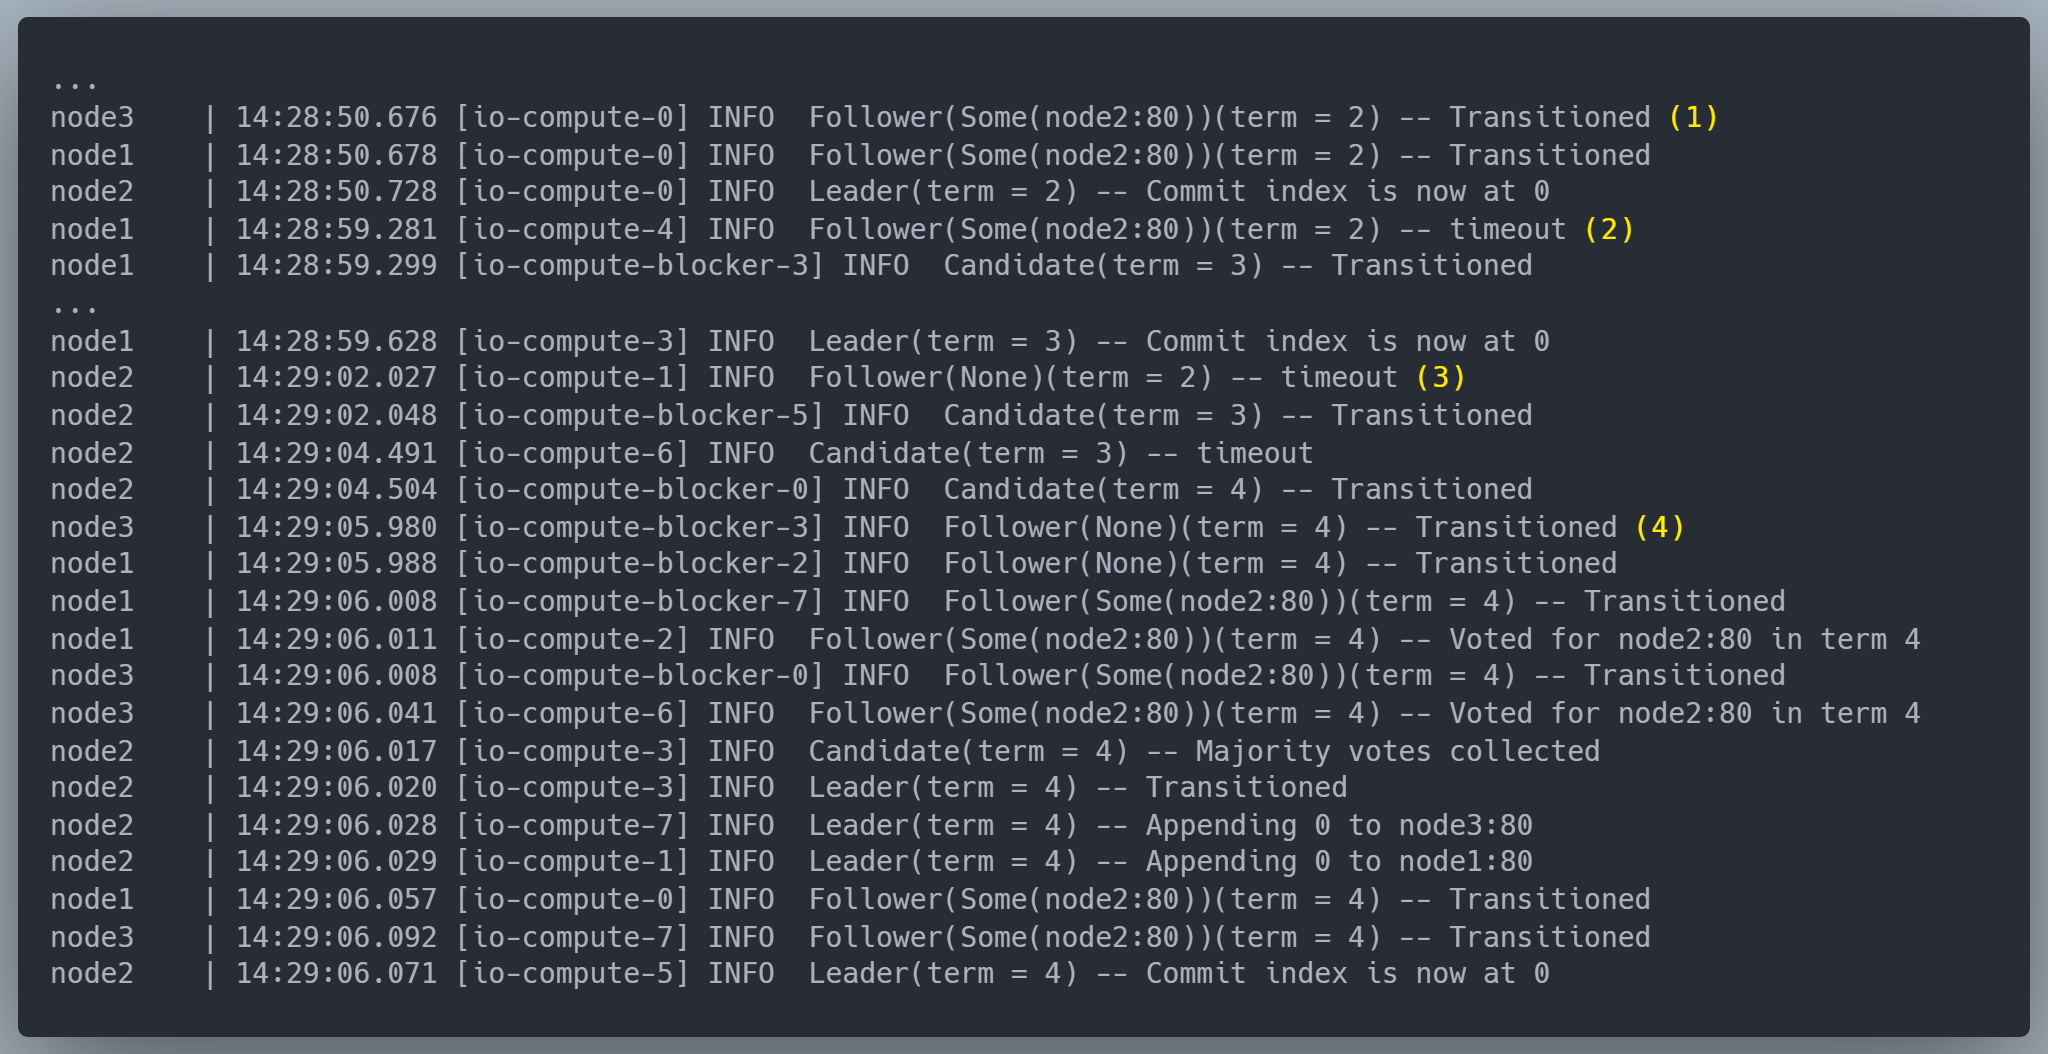 ...
node3    | 14:28:50.676 [io-compute-0] INFO  Follower(Some(node2:80))(term = 2) -- Transitioned (1)
node1    | 14:28:50.678 [io-compute-0] INFO  Follower(Some(node2:80))(term = 2) -- Transitioned
node2    | 14:28:50.728 [io-compute-0] INFO  Leader(term = 2) -- Commit index is now at 0
node1    | 14:28:59.281 [io-compute-4] INFO  Follower(Some(node2:80))(term = 2) -- timeout (2)
node1    | 14:28:59.299 [io-compute-blocker-3] INFO  Candidate(term = 3) -- Transitioned
...
node1    | 14:28:59.628 [io-compute-3] INFO  Leader(term = 3) -- Commit index is now at 0
node2    | 14:29:02.027 [io-compute-1] INFO  Follower(None)(term = 2) -- timeout (3)
node2    | 14:29:02.048 [io-compute-blocker-5] INFO  Candidate(term = 3) -- Transitioned
node2    | 14:29:04.491 [io-compute-6] INFO  Candidate(term = 3) -- timeout
node2    | 14:29:04.504 [io-compute-blocker-0] INFO  Candidate(term = 4) -- Transitioned
node3    | 14:29:05.980 [io-compute-blocker-3] INFO  Follower(None)(term = 4) -- Transitioned (4)
node1    | 14:29:05.988 [io-compute-blocker-2] INFO  Follower(None)(term = 4) -- Transitioned
node1    | 14:29:06.008 [io-compute-blocker-7] INFO  Follower(Some(node2:80))(term = 4) -- Transitioned
node1    | 14:29:06.011 [io-compute-2] INFO  Follower(Some(node2:80))(term = 4) -- Voted for node2:80 in term 4
node3    | 14:29:06.008 [io-compute-blocker-0] INFO  Follower(Some(node2:80))(term = 4) -- Transitioned
node3    | 14:29:06.041 [io-compute-6] INFO  Follower(Some(node2:80))(term = 4) -- Voted for node2:80 in term 4
node2    | 14:29:06.017 [io-compute-3] INFO  Candidate(term = 4) -- Majority votes collected
node2    | 14:29:06.020 [io-compute-3] INFO  Leader(term = 4) -- Transitioned
node2    | 14:29:06.028 [io-compute-7] INFO  Leader(term = 4) -- Appending 0 to node3:80
node2    | 14:29:06.029 [io-compute-1] INFO  Leader(term = 4) -- Appending 0 to node1:80
node1    | 14:29:06.057 [io-compute-0] INFO  Follower(Some(node2:80))(term = 4) -- Transitioned
node3    | 14:29:06.092 [io-compute-7] INFO  Follower(Some(node2:80))(term = 4) -- Transitioned
node2    | 14:29:06.071 [io-compute-5] INFO  Leader(term = 4) -- Commit index is now at 0